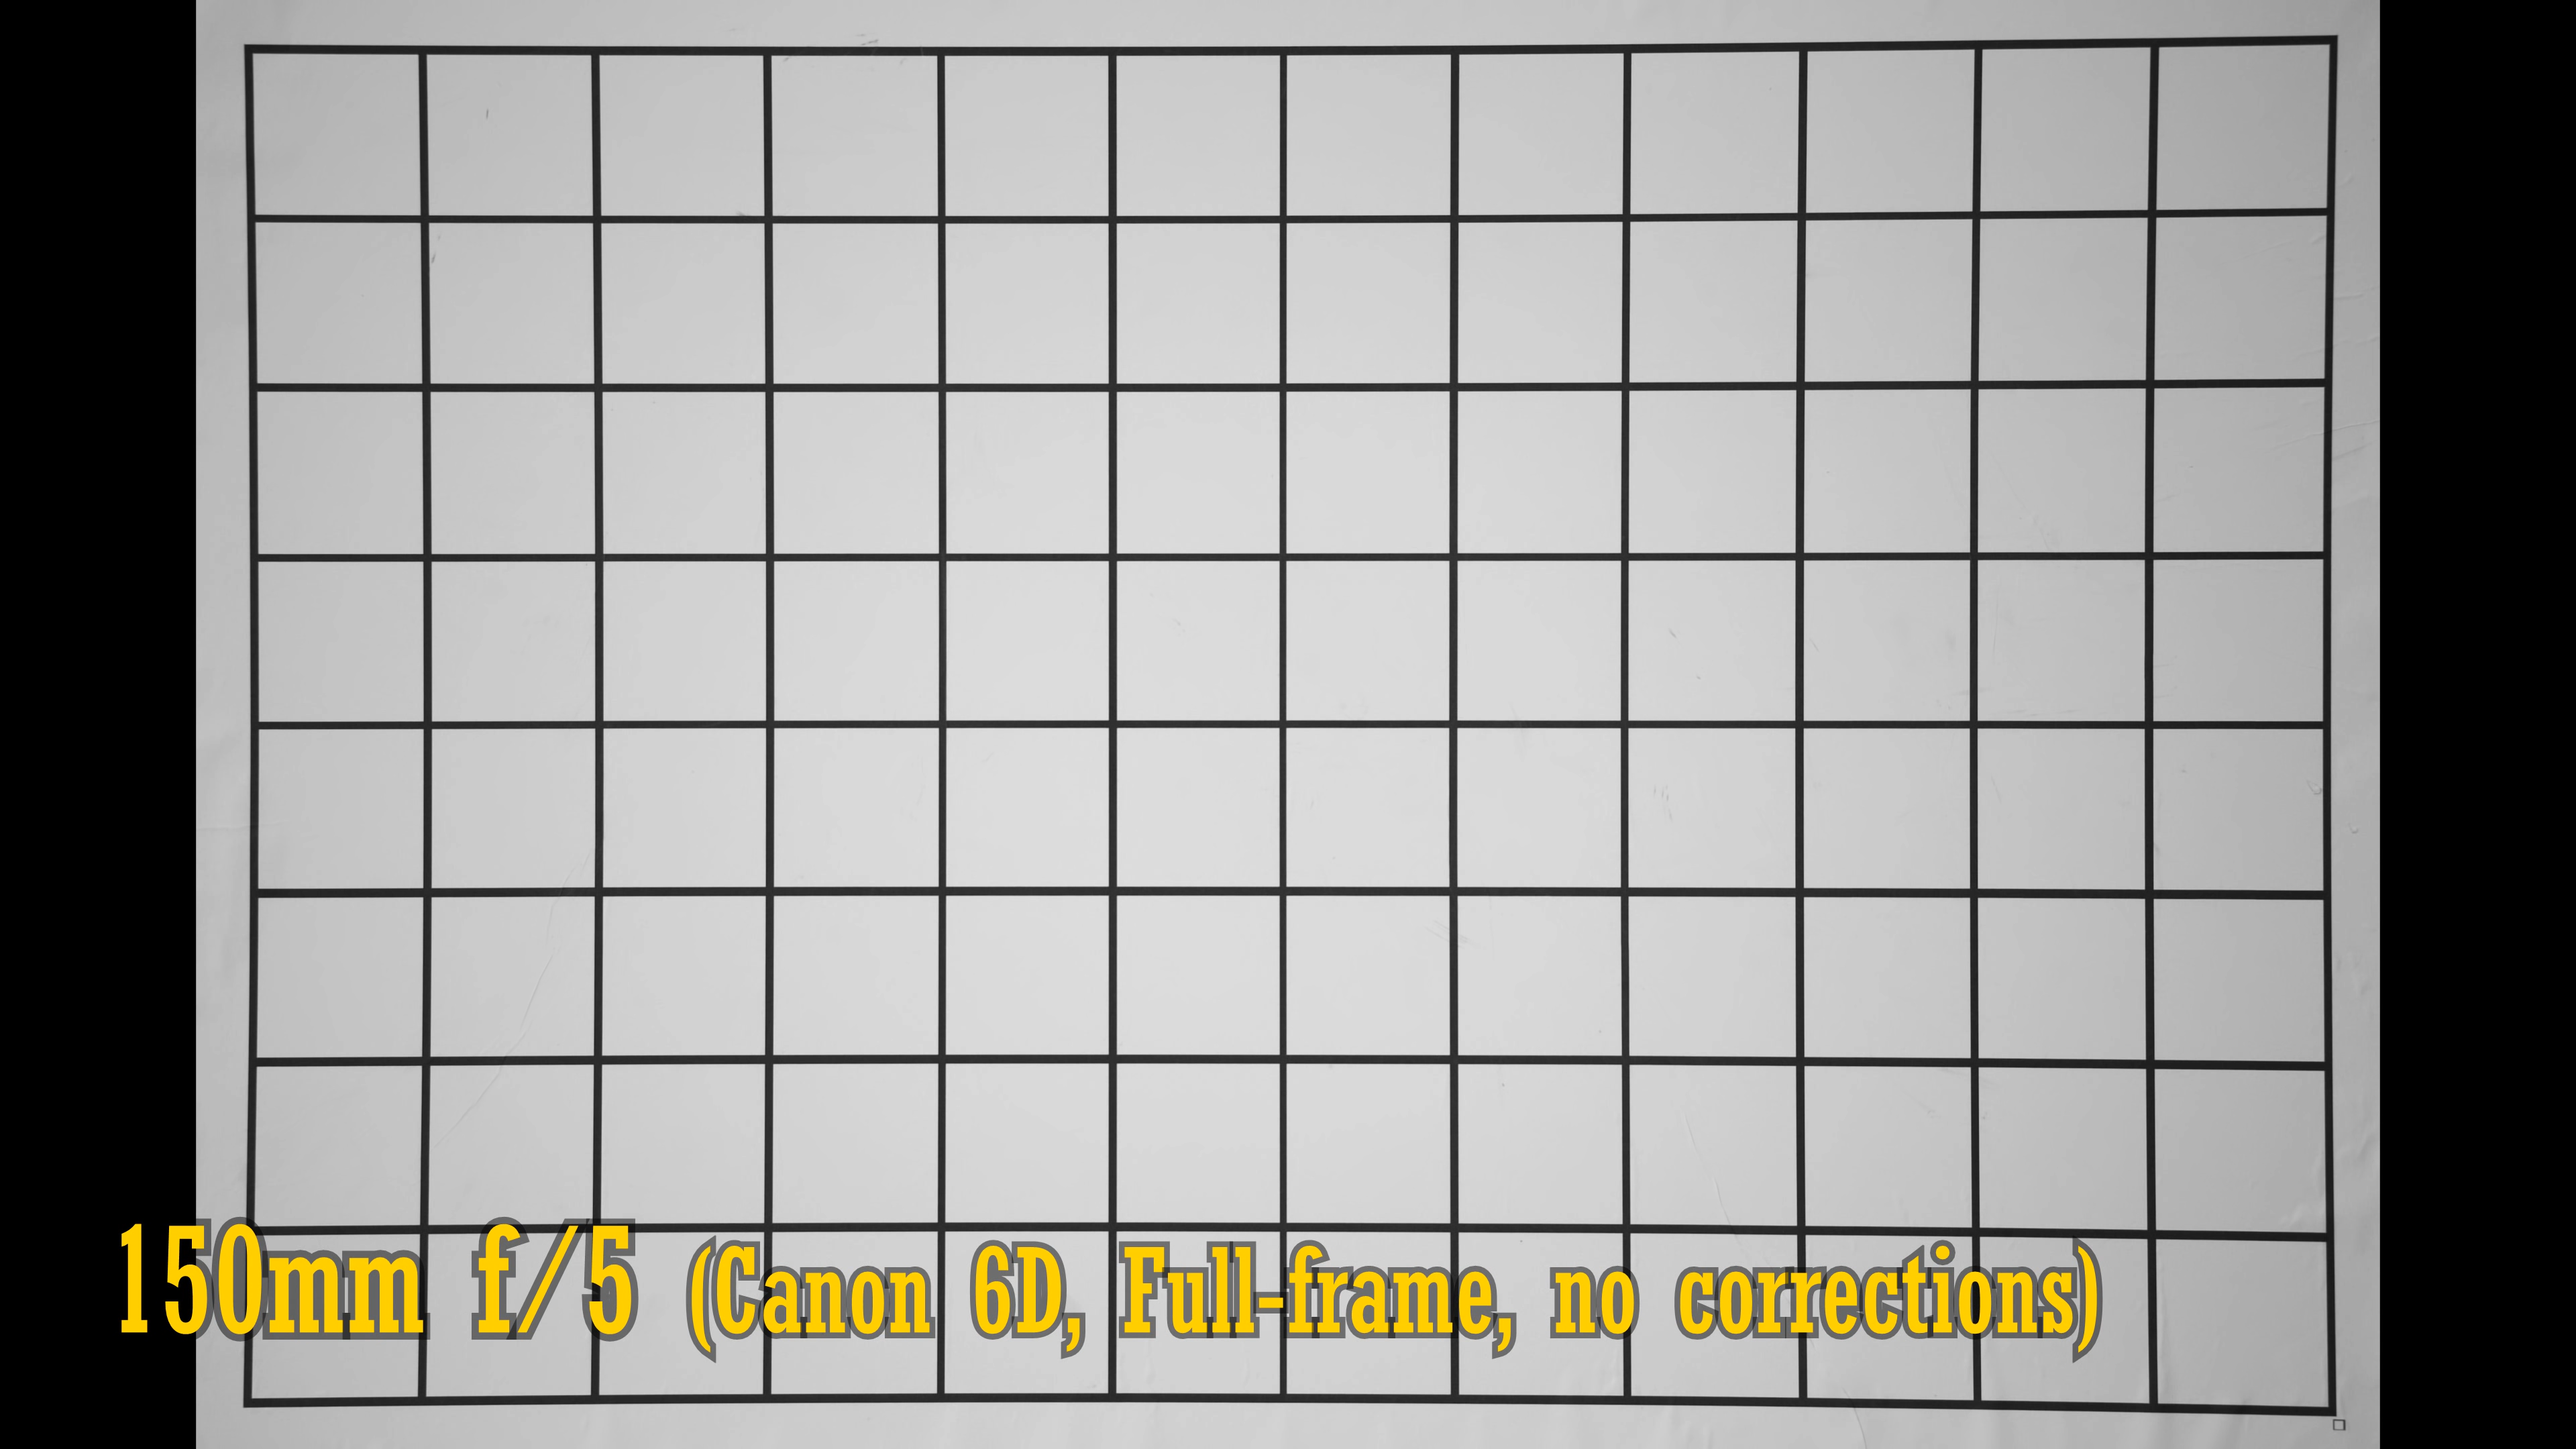 150mm f/5 (Canon 6D, Full-frame, no corrections)